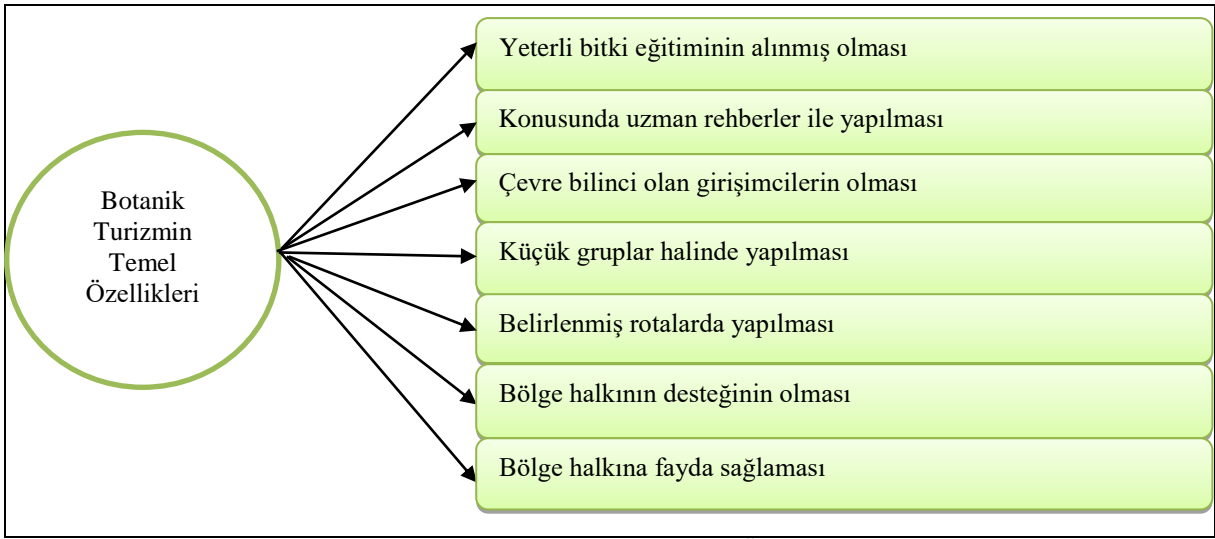 Botanik
Turizmin
Temel
Özellikleri
Yeterli bitki eğitiminin alınmış olması
Konusunda uzman rehberler ile yapılması
Çevre bilinci olan girişimcilerin olması
Küçük gruplar halinde yapılması
Belirlenmiş rotalarda yapılması
Bölge halkının desteğinin olması
Bölge halkına fayda sağlaması